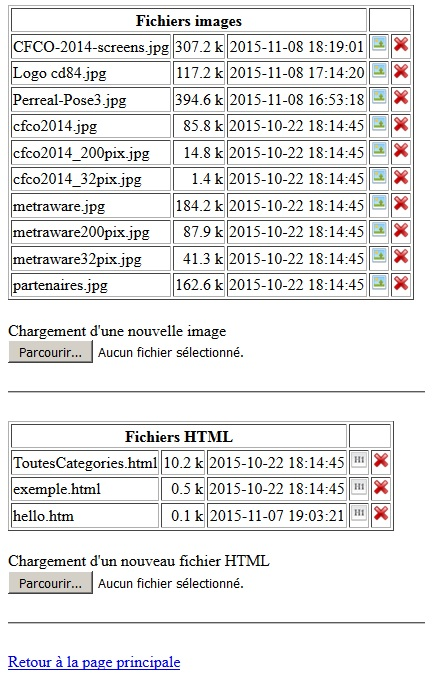 Fichiers images
CFCO-2014-screens.jpg 307.2 k 2015-11-08 18:19:01
Logo cd84.jpg 117.2 k 2015-11-08 17:14:20
Perreal-Pose3.jpg 394.6 k 2015-11-08 16:53:18
cfco2014.jpg 85.8 k 2015-10-22 18:14:45
cfco2014_200pix.jpg 14.8 k 2015-10-22 18:14:45
cfco2014_32pix.jpg 1.4 k 2015-10-22 18:14:45
metraware.jpg 184.2 k 2015-10-22 18:14:45
metraware200pix.jpg 87.9 k 2015-10-22 18:14:45
metraware32pix.jpg 41.3 k 2015-10-22 18:14:45
partenaires.jpg 162.6 k 2015-10-22 18:14:45
Chargement d'une nouvelle image
Parcourir... Aucun fichier sélectionné.
Fichiers HTML
ToutesCategories.html 10.2 k 2015-10-22 18:14:45 H1
exemple.html 0.5 k 2015-10-22 18:14:45 H1
hello.htm 0.1 k 2015-11-07 19:03:21 H1
Chargement d'un nouveau fichier HTML
Parcourir... Aucun fichier sélectionné.
Retour à la page principale